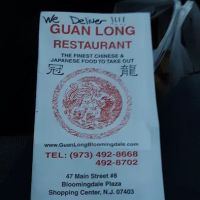 We Deliver !!!!
GUAN LONG
RESTAURANT
THE FINEST CHINESE &
JAPANESE FOOD TO TAKE OUT
冠 龍
www.GuanLongBloomingdale.com
TEL: (973) 492-8668
492-8702
47 Main Street #8
Bloomingdale Plaza
Shopping Center, N.J. 07403